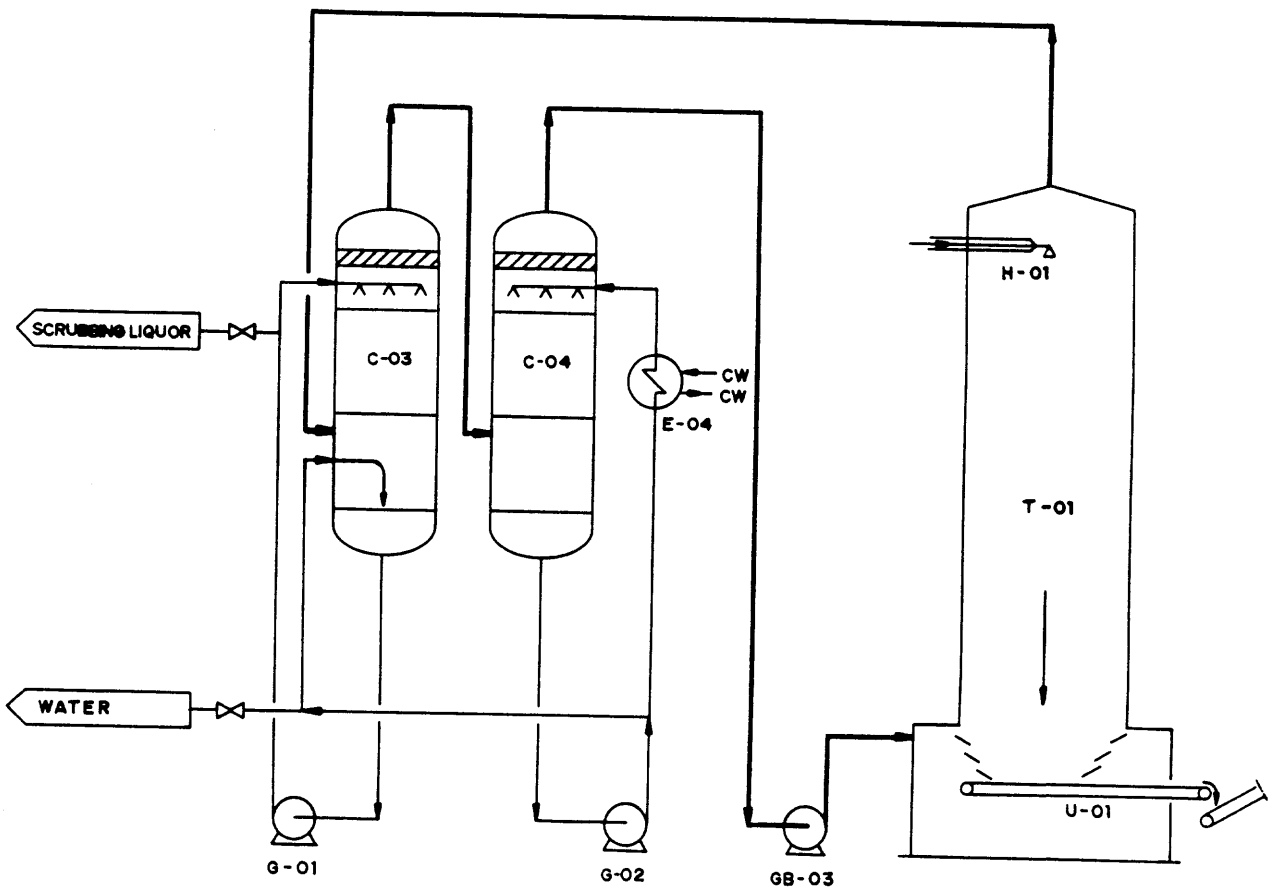 H-01
SCRUBBING LIQUOR
C-03
C-04
CW
CW
E-04
T-01
WATER
U-01
G-01
G-02
GB-03